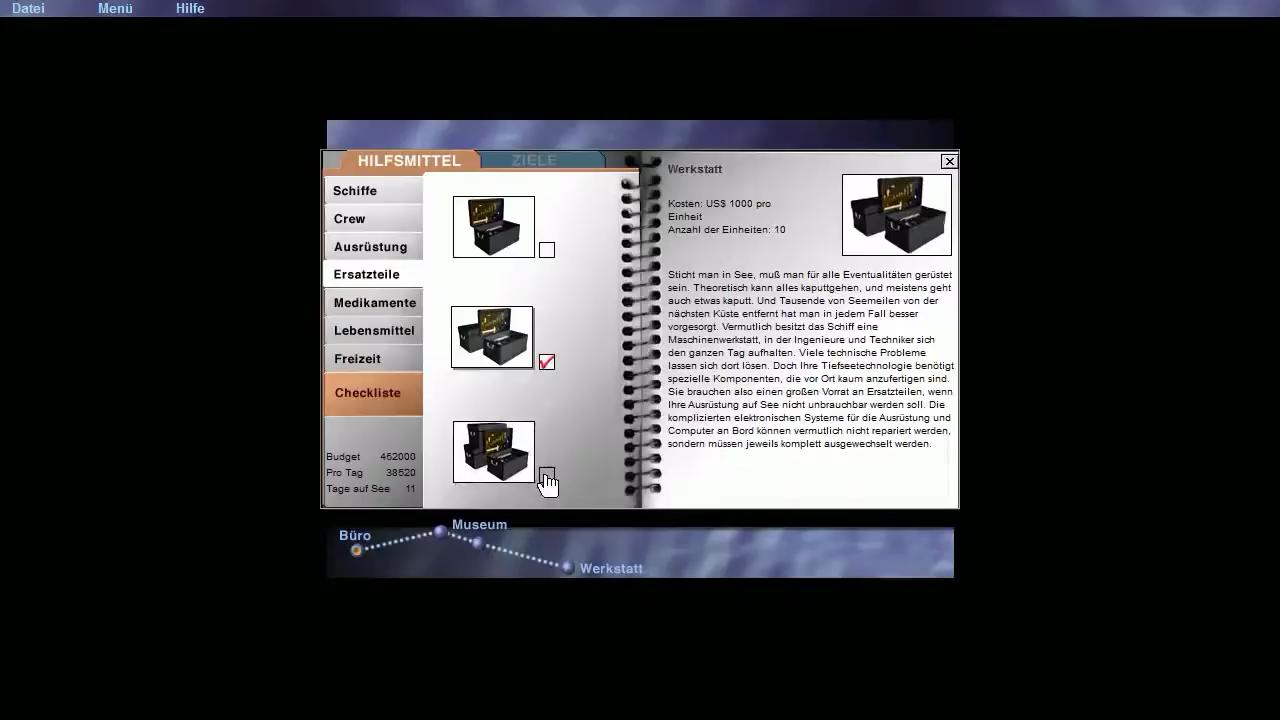 Datei Menü Hilfe
HILFSMITTEL ZIELE
Schiffe
Crew
Ausrüstung
Ersatzteile
Medikamente
Lebensmittel
Freizeit
Checkliste
Budget 462000
Pro Tag 38520
Tage auf See 11
Werkstatt
Kosten: US$ 1000 pro
Einheit
Anzahl der Einheiten: 10
Sticht man in See, muß man für alle Eventualitäten gerüstet
sein. Theoretisch kann alles kaputtgehen, und meistens geht
auch etwas kaputt. Und Tausende von Seemeilen von der
nächsten Küste entfernt hat man in jedem Fall besser
vorgesorgt. Vermutlich besitzt das Schiff eine
Maschinenwerkstatt, in der Ingenieure und Techniker sich
den ganzen Tag aufhalten. Viele technische Probleme
lassen sich dort lösen. Doch Ihre Tiefseetechnologie benötigt
spezielle Komponenten, die vor Ort kaum anzufertigen sind.
Sie brauchen also einen großen Vorrat an Ersatzteilen, wenn
Ihre Ausrüstung auf See nicht unbrauchbar werden soll. Die
komplizierten elektronischen Systeme für die Ausrüstung und
Computer an Bord können vermutlich nicht repariert werden,
sondern müssen jeweils komplett ausgewechselt werden.
Büro
Museum
Werkstatt